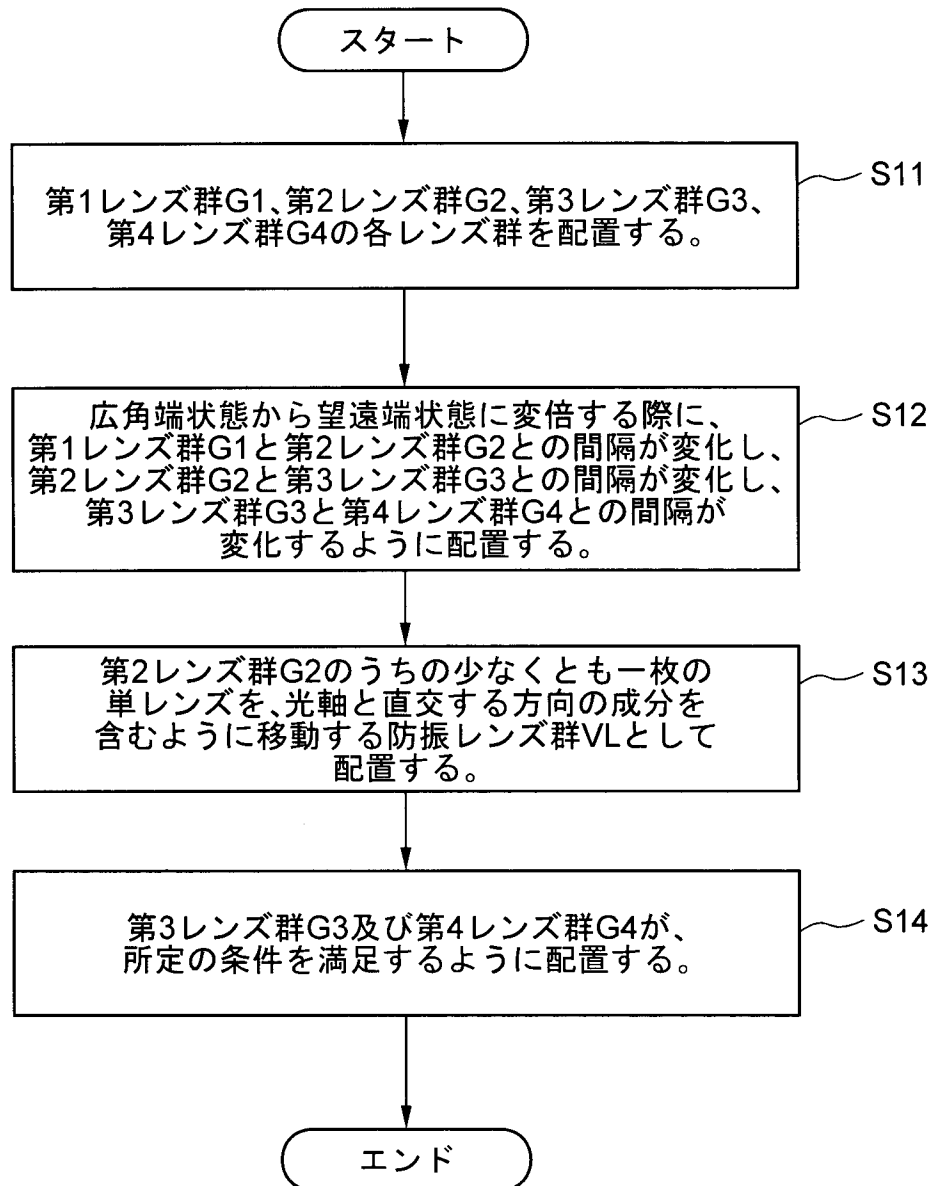 スタート
第1レンズ群G1、第2レンズ群G2、第3レンズ群G3、
第4レンズ群G4の各レンズ群を配置する。
S11
広角端状態から望遠端状態に変倍する際に、
第1レンズ群G1と第2レンズ群G2との間隔が変化し、
第2レンズ群G2と第3レンズ群G3との間隔が変化し、
第3レンズ群G3と第4レンズ群G4との間隔が
変化するように配置する。
S12
第2レンズ群G2のうちの少なくとも一枚の
単レンズを、光軸と直交する方向の成分を
含むように移動する防振レンズ群VLとして
配置する。
S13
第3レンズ群G3及び第4レンズ群G4が、
所定の条件を満足するように配置する。
S14
エンド